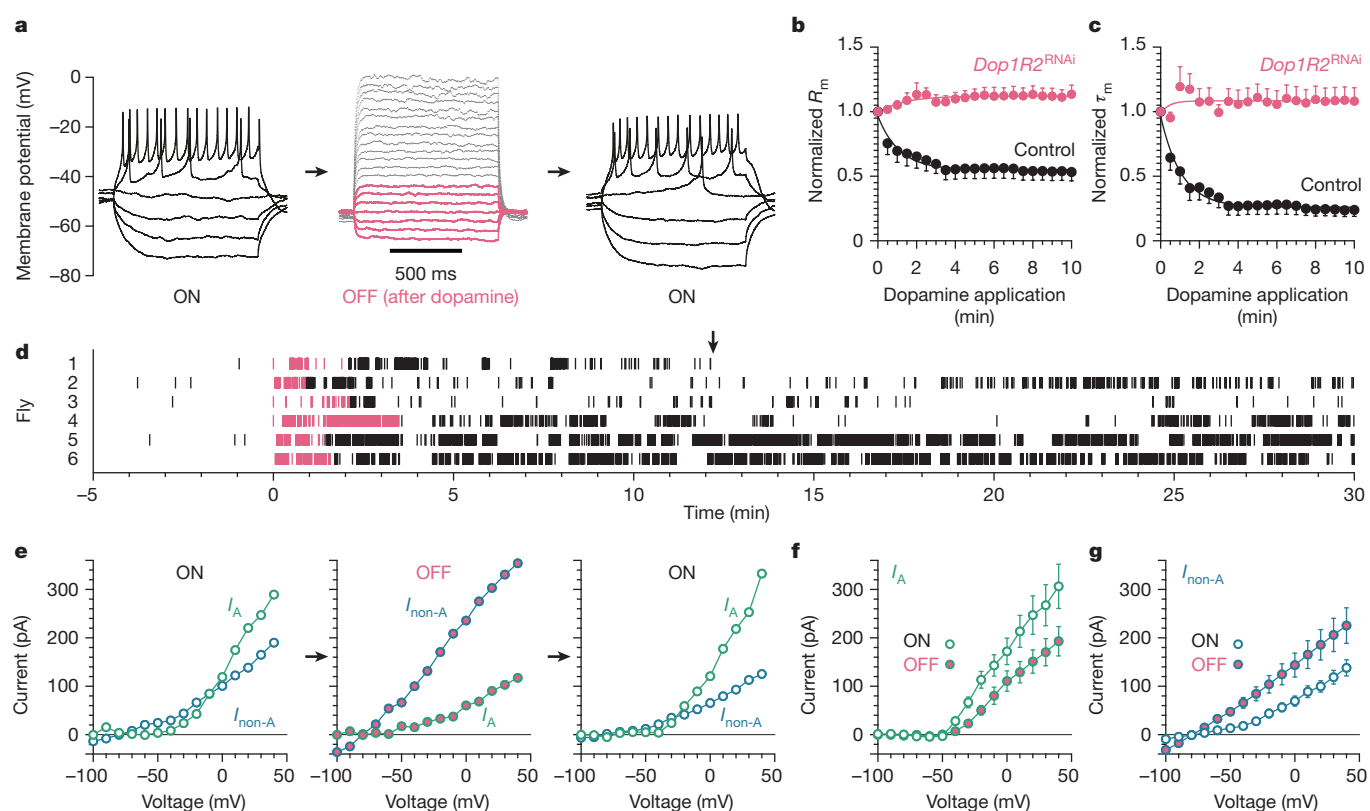 a
Membrane potential (mV)
0
−20
−40
−60
−80
ON
500 ms
OFF (after dopamine)
ON
b
Normalized Rm
1.5
1.0
0.5
0
Dop1R2RNAi
Control
0 2 4 6 8 10
Dopamine application
(min)
c
Normalized τm
1.5
1.0
0.5
0
Dop1R2RNAi
Control
0 2 4 6 8 10
Dopamine application
(min)
d
Fly
1
2
3
4
5
6
−5 0 5 10 15 20 25 30
Time (min)
e
Current (pA)
300
200
100
0
ON
IA
Inon-A
−100 −50 0 50
Voltage (mV)
OFF
Inon-A
IA
−100 −50 0 50
Voltage (mV)
ON
IA
Inon-A
−100 −50 0 50
Voltage (mV)
f
Current (pA)
300
200
100
0
IA
ON
OFF
−100 −50 0 50
Voltage (mV)
g
Current (pA)
300
200
100
0
Inon-A
ON
OFF
−100 −50 0 50
Voltage (mV)